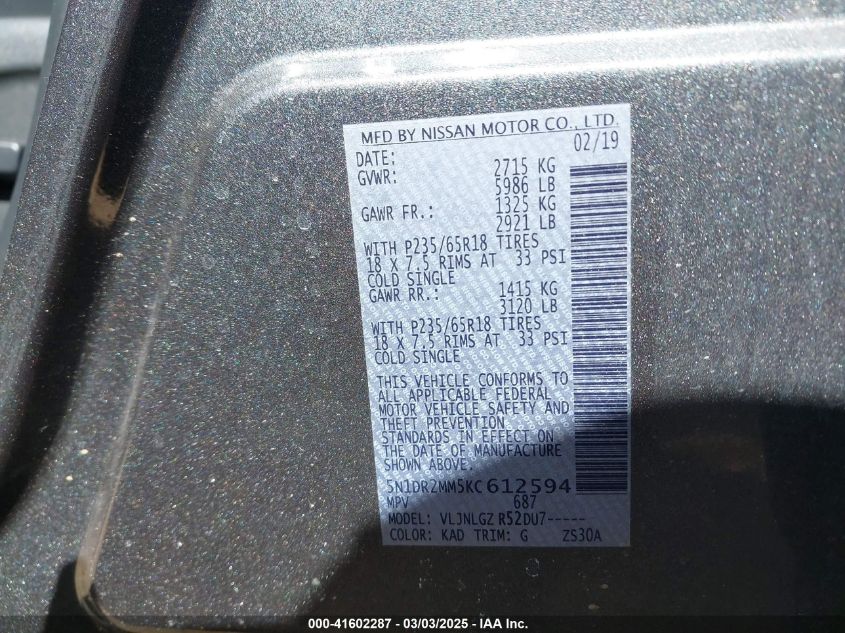 MFD BY NISSAN MOTOR CO., LTD.
DATE: 02/19
GVWR: 2715 KG
5986 LB
GAWR FR.: 1325 KG
2921 LB
WITH P235/65R18 TIRES
18 X 7.5 RIMS AT 33 PSI
COLD SINGLE
GAWR RR.: 1415 KG
3120 LB
WITH P235/65R18 TIRES
18 X 7.5 RIMS AT 33 PSI
COLD SINGLE
THIS VEHICLE CONFORMS TO
ALL APPLICABLE FEDERAL
MOTOR VEHICLE SAFETY AND
THEFT PREVENTION
STANDARDS IN EFFECT ON
THE DATE OF MANUFACTURE
SHOWN ABOVE.
5N1DR2MM5KC612594
MPV 687
MODEL: VLJNLGZ R52DU7-----
COLOR: KAD TRIM: G ZS30A
000-41602287 - 03/03/2025 - IAA Inc.